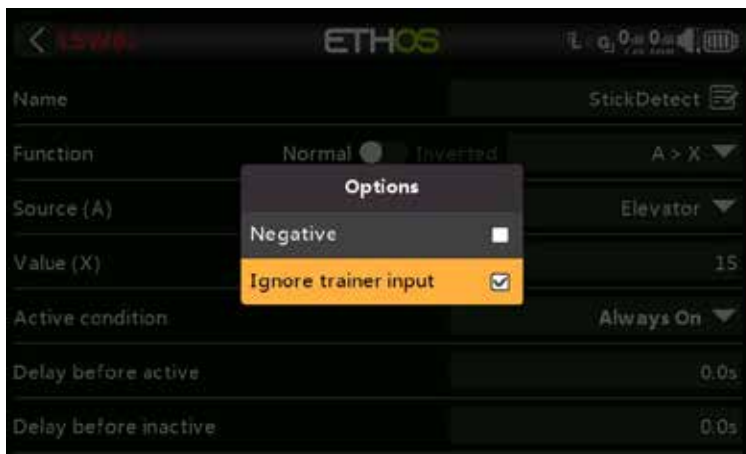 ETHOS
Name StickDetect
Function Normal Inverted A > X
Options
Source (A) Elevator
Negative
Value (X) 15
Ignore trainer input
Active condition Always On
Delay before active 0.0s
Delay before inactive 0.0s